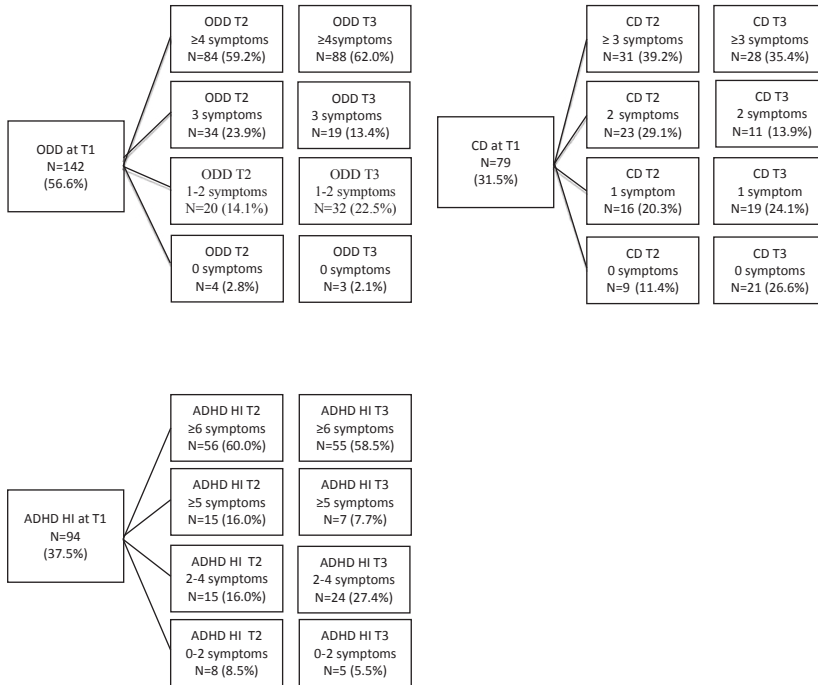 ODD at T1
N=142
(56.6%)
ODD T2
≥4 symptoms
N=84 (59.2%)
ODD T3
≥4symptoms
N=88 (62.0%)
ODD T2
3 symptoms
N=34 (23.9%)
ODD T3
3 symptoms
N=19 (13.4%)
ODD T2
1-2 symptoms
N=20 (14.1%)
ODD T3
1-2 symptoms
N=32 (22.5%)
ODD T2
0 symptoms
N=4 (2.8%)
ODD T3
0 symptoms
N=3 (2.1%)
CD at T1
N=79
(31.5%)
CD T2
≥ 3 symptoms
N=31 (39.2%)
CD T3
≥3 symptoms
N=28 (35.4%)
CD T2
2 symptoms
N=23 (29.1%)
CD T3
2 symptoms
N=11 (13.9%)
CD T2
1 symptom
N=16 (20.3%)
CD T3
1 symptom
N=19 (24.1%)
CD T2
0 symptoms
N=9 (11.4%)
CD T3
0 symptoms
N=21 (26.6%)
ADHD HI at T1
N=94
(37.5%)
ADHD HI T2
≥6 symptoms
N=56 (60.0%)
ADHD HI T3
≥6 symptoms
N=55 (58.5%)
ADHD HI T2
≥5 symptoms
N=15 (16.0%)
ADHD HI T3
≥5 symptoms
N=7 (7.7%)
ADHD HI T2
2-4 symptoms
N=15 (16.0%)
ADHD HI T3
2-4 symptoms
N=24 (27.4%)
ADHD HI T2
0-2 symptoms
N=8 (8.5%)
ADHD HI T3
0-2 symptoms
N=5 (5.5%)